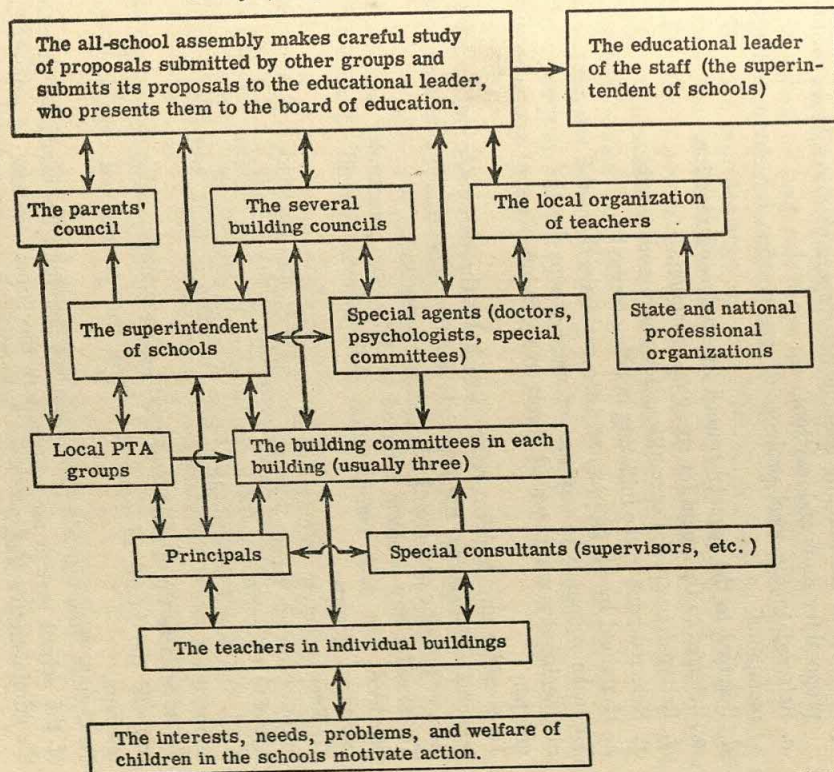 The all-school assembly makes careful study
of proposals submitted by other groups and
submits its proposals to the educational leader,
who presents them to the board of education.
The educational leader
of the staff (the superin-
tendent of schools)
The parents'
council
The several
building councils
The local organization
of teachers
The superintendent
of schools
Special agents (doctors,
psychologists, special
committees)
State and national
professional
organizations
Local PTA
groups
The building committees in each
building (usually three)
Principals
Special consultants (supervisors, etc.)
The teachers in individual buildings
The interests, needs, problems, and welfare of
children in the schools motivate action.